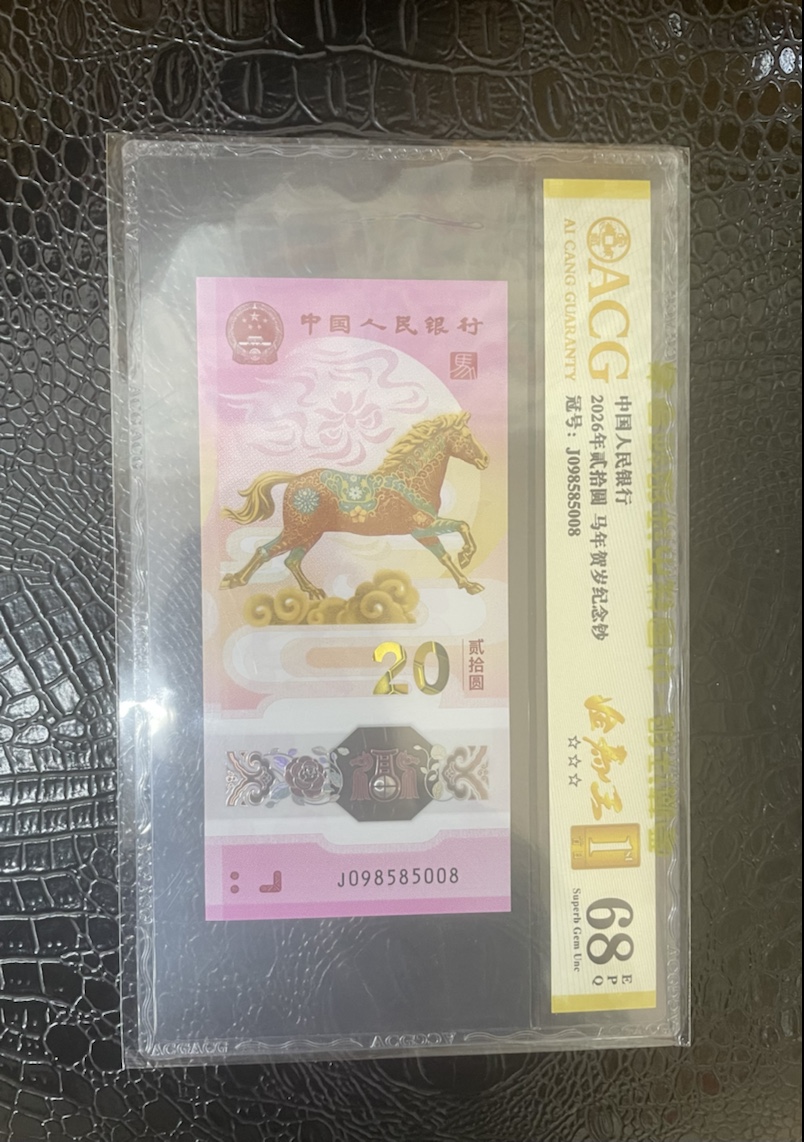 中国人民银行
馬
20
贰拾圆
J098585008
ACG
AI CANG GUARANTY
中国人民银行
2026年贰拾圆 马年贺岁纪念钞
冠号：J098585008
☆☆☆
68
E
P
Q
Superb Gem Unc